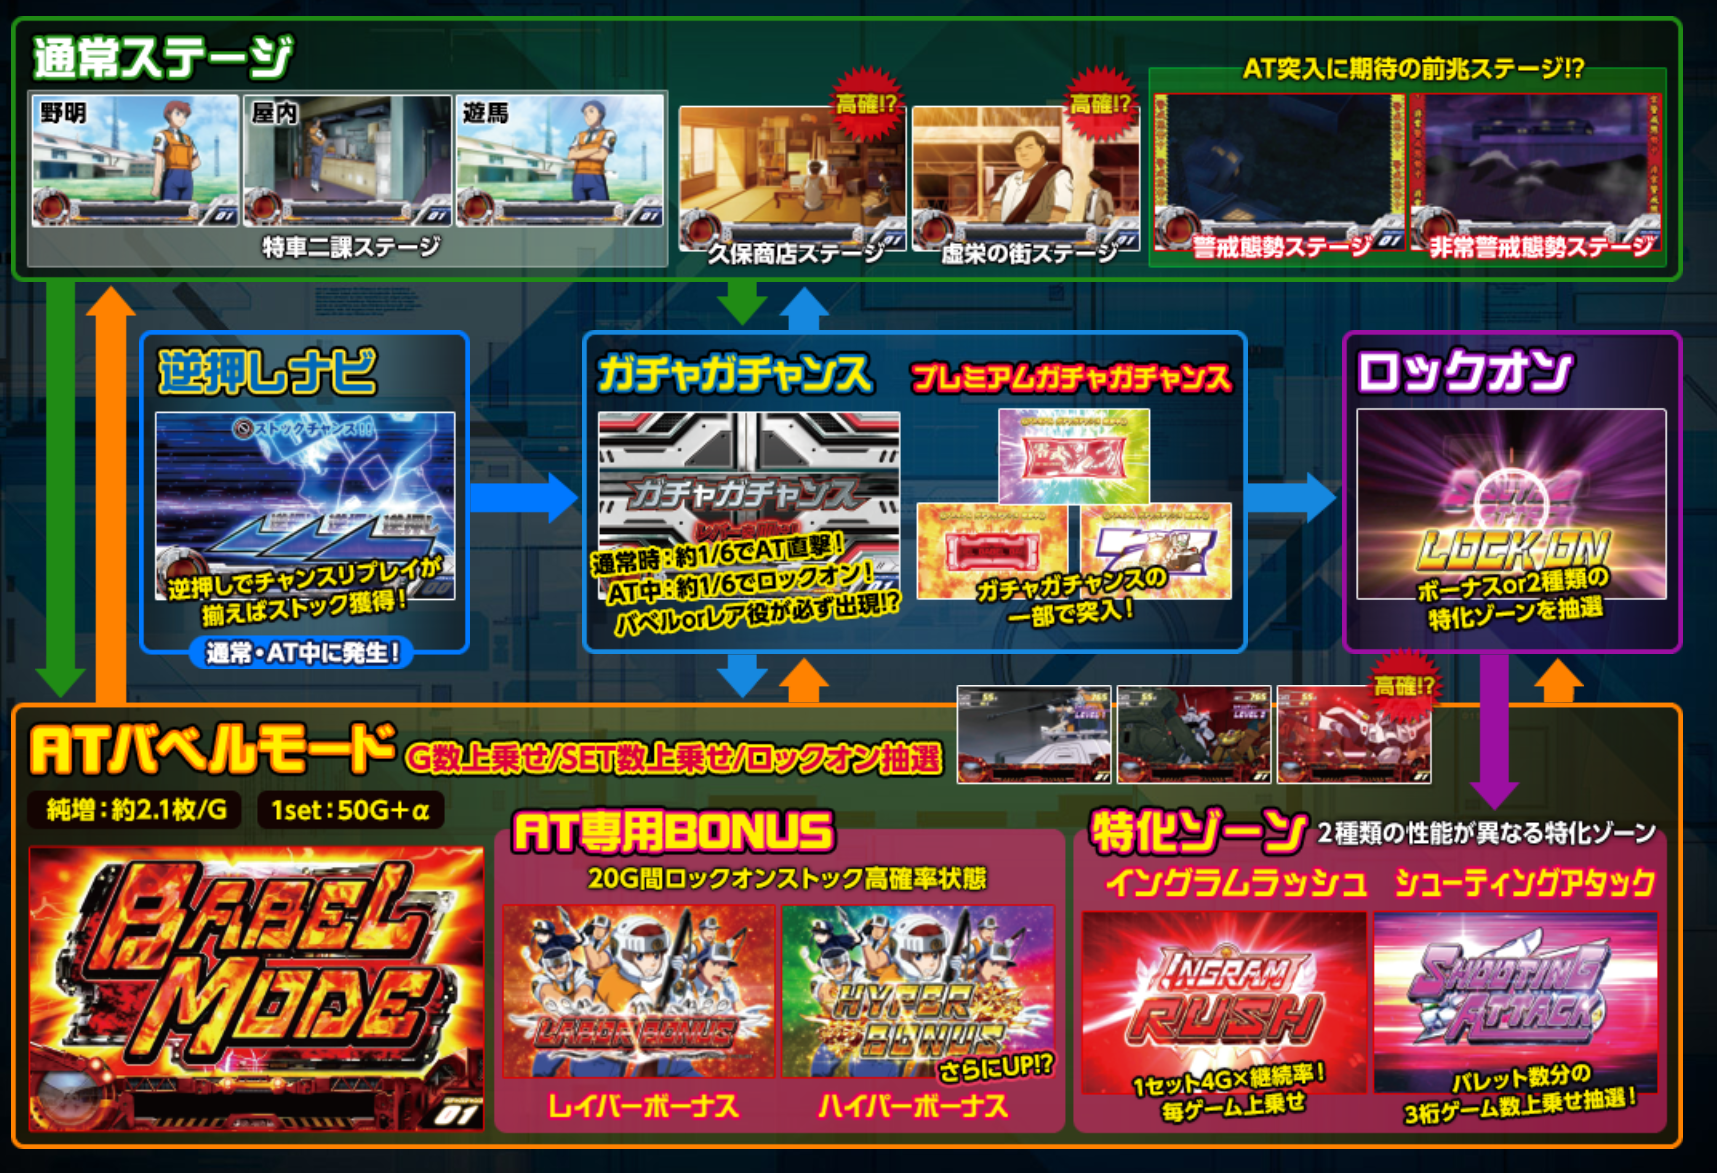 通常ステージ
AT突入に期待の前兆ステージ!?
野明
屋内
遊馬
高確!?
高確!?
01
01
01
01
01
01
特車二課ステージ
久保商店ステージ
虚栄の街ステージ
警戒態勢ステージ
非常警戒態勢ステージ
逆押しナビ
ストックチャンス!!
逆押し 逆押し 逆押し
逆押しでチャンスリプレイが
揃えばストック獲得!
通常・AT中に発生!
ガチャガチャンス
プレミアムガチャガチャンス
ガチャガチャンス
通常時:約1/6でAT直撃!
AT中:約1/6でロックオン!
バベルorレア役が必ず出現!?
ガチャガチャンスの
一部で突入!
ロックオン
SHOOTING
ATTACK
LOCK ON
ボーナスor2種類の
特化ゾーンを抽選
高確!?
ATバベルモード
G数上乗せ/SET数上乗せ/ロックオン抽選
純増:約2.1枚/G
1set:50G+α
BABEL
MODE
01
AT専用BONUS
20G間ロックオンストック高確率状態
LABOR BONUS
HYPER
BONUS
さらにUP!?
レイバーボーナス
ハイパーボーナス
特化ゾーン
2種類の性能が異なる特化ゾーン
イングラムラッシュ
シューティングアタック
INGRAM
RUSH
1セット4G×継続率!
毎ゲーム上乗せ
SHOOTING
ATTACK
バレット数分の
3桁ゲーム数上乗せ抽選!